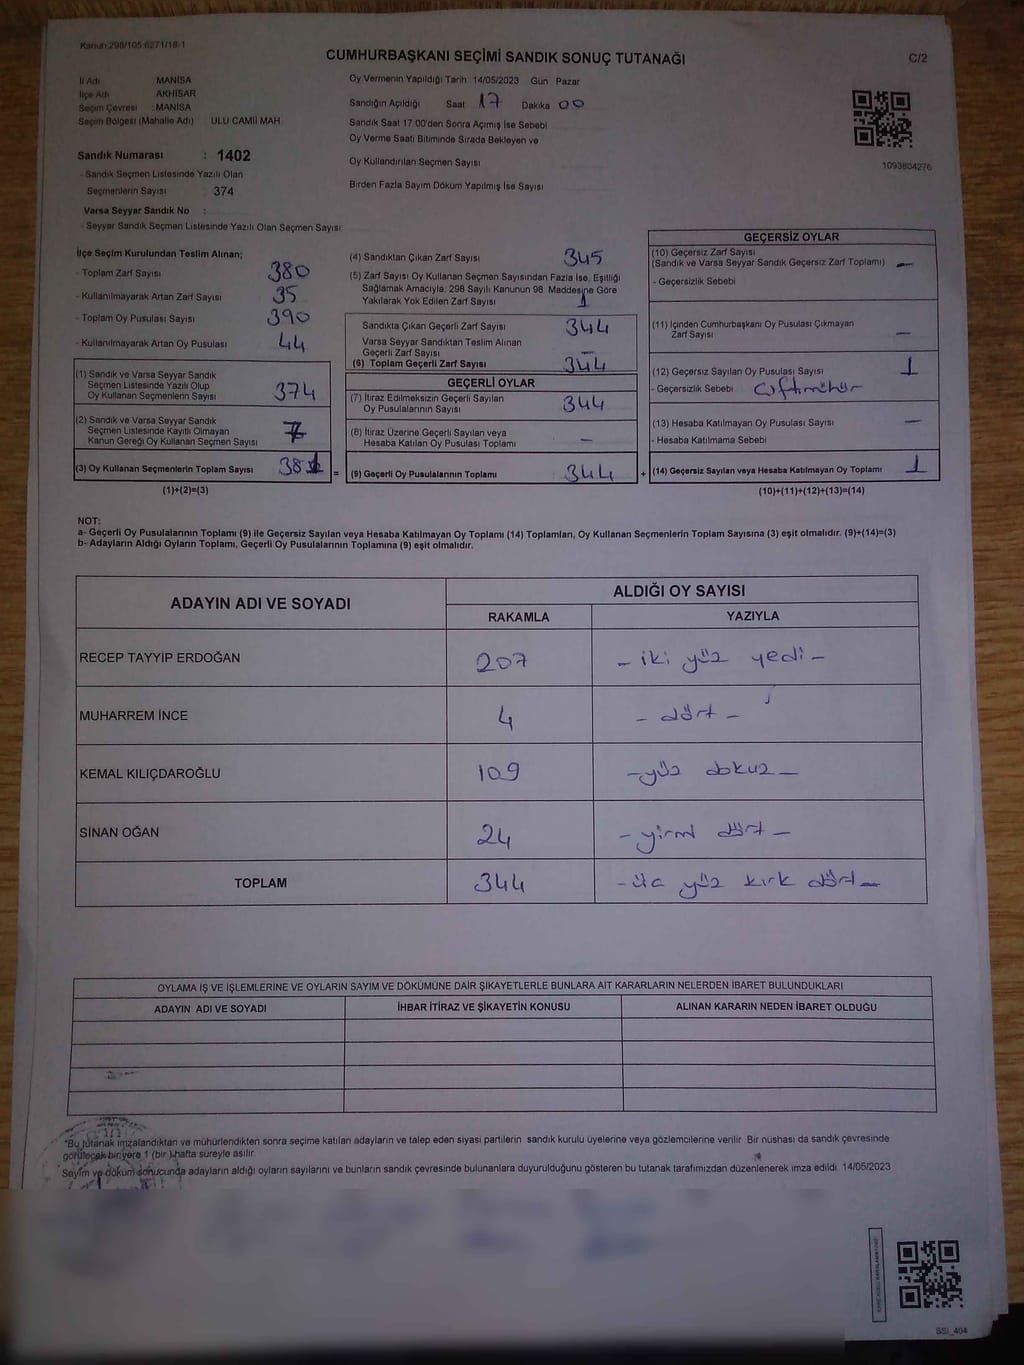 Kanun:298/105:6271/18-1
CUMHURBAŞKANI SEÇİMİ SANDIK SONUÇ TUTANAĞI
C/2
İl Adı MANİSA
İlçe Adı AKHİSAR
Seçim Çevresi : MANİSA
Seçim Bölgesi (Mahalle Adı) ULU CAMİİ MAH
Sandık Numarası : 1402
- Sandık Seçmen Listesinde Yazılı Olan
Seçmenlerin Sayısı : 374
Varsa Seyyar Sandık No :
- Seyyar Sandık Seçmen Listesinde Yazılı Olan Seçmen Sayısı:
Oy Vermenin Yapıldığı Tarih 14/05/2023 Gün Pazar
Sandığın Açıldığı Saat 17 Dakika 00
Sandık Saat 17:00'den Sonra Açımış İse Sebebi
Oy Verme Saati Bitiminde Sırada Bekleyen ve
Oy Kullandırılan Seçmen Sayısı
Birden Fazla Sayım Döküm Yapılmış İse Sayısı
1093804276
İlçe Seçim Kurulundan Teslim Alınan;
- Toplam Zarf Sayısı 380
- Kullanılmayarak Artan Zarf Sayısı 35
- Toplam Oy Pusulası Sayısı 390
- Kullanılmayarak Artan Oy Pusulası 44
(1) Sandık ve Varsa Seyyar Sandık
Seçmen Listesinde Yazılı Olup
Oy Kullanan Seçmenlerin Sayısı 374
(2) Sandık ve Varsa Seyyar Sandık
Seçmen Listesinde Kayıtlı Olmayan
Kanun Gereği Oy Kullanan Seçmen Sayısı 7
(3) Oy Kullanan Seçmenlerin Toplam Sayısı 381 =
(1)+(2)=(3)
(4) Sandıktan Çıkan Zarf Sayısı 345
(5) Zarf Sayısı Oy Kullanan Seçmen Sayısından Fazla İse, Eşitliği
Sağlamak Amacıyla, 298 Sayılı Kanunun 98. Maddesine Göre
Yakılarak Yok Edilen Zarf Sayısı 1
Sandıkta Çıkan Geçerli Zarf Sayısı 344
Varsa Seyyar Sandıktan Teslim Alınan
Geçerli Zarf Sayısı –
(6) Toplam Geçerli Zarf Sayısı 344
GEÇERLİ OYLAR
(7) İtiraz Edilmeksizin Geçerli Sayılan
Oy Pusulalarının Sayısı 344
(8) İtiraz Üzerine Geçerli Sayılan veya
Hesaba Katılan Oy Pusulası Toplamı –
(9) Geçerli Oy Pusulalarının Toplamı 344 +
GEÇERSİZ OYLAR
(10) Geçersiz Zarf Sayısı
(Sandık ve Varsa Seyyar Sandık Geçersiz Zarf Toplamı) –
- Geçersizlik Sebebi
(11) İçinden Cumhurbaşkanı Oy Pusulası Çıkmayan
Zarf Sayısı –
(12) Geçersiz Sayılan Oy Pusulası Sayısı 1
- Geçersizlik Sebebi Çift mühür
(13) Hesaba Katılmayan Oy Pusulası Sayısı –
- Hesaba Katılmama Sebebi
(14) Geçersiz Sayılan veya Hesaba Katılmayan Oy Toplamı 1
(10)+(11)+(12)+(13)=(14)
NOT:
a- Geçerli Oy Pusulalarının Toplamı (9) ile Geçersiz Sayılan veya Hesaba Katılmayan Oy Toplamı (14) Toplamları, Oy Kullanan Seçmenlerin Toplam Sayısına (3) eşit olmalıdır. (9)+(14)=(3)
b- Adayların Aldığı Oyların Toplamı, Geçerli Oy Pusulalarının Toplamına (9) eşit olmalıdır.
ADAYIN ADI VE SOYADI ALDIĞI OY SAYISI
RAKAMLA YAZIYLA
RECEP TAYYİP ERDOĞAN 207 – iki yüz yedi –
MUHARREM İNCE 4 – dört –
KEMAL KILIÇDAROĞLU 109 – yüz dokuz –
SİNAN OĞAN 24 – yirmi dört –
TOPLAM 344 – üç yüz kırk dört –
OYLAMA İŞ VE İŞLEMLERİNE VE OYLARIN SAYIM VE DÖKÜMÜNE DAİR ŞİKAYETLERLE BUNLARA AİT KARARLARIN NELERDEN İBARET BULUNDUKLARI
ADAYIN ADI VE SOYADI İHBAR İTİRAZ VE ŞİKAYETİN KONUSU ALINAN KARARIN NEDEN İBARET OLDUĞU
*Bu tutanak imzalandıktan ve mühürlendikten sonra seçime katılan adayların ve talep eden siyasi partilerin sandık kurulu üyelerine veya gözlemcilerine verilir. Bir nüshası da sandık çevresinde
görülecek bir yere 1 (bir) hafta süreyle asılır.
Sayım ve döküm sonucunda adayların aldığı oyların sayılarını ve bunların sandık çevresinde bulunanlara duyurulduğunu gösteren bu tutanak tarafımızdan düzenlenerek imza edildi. 14/05/2023
SSİ_404